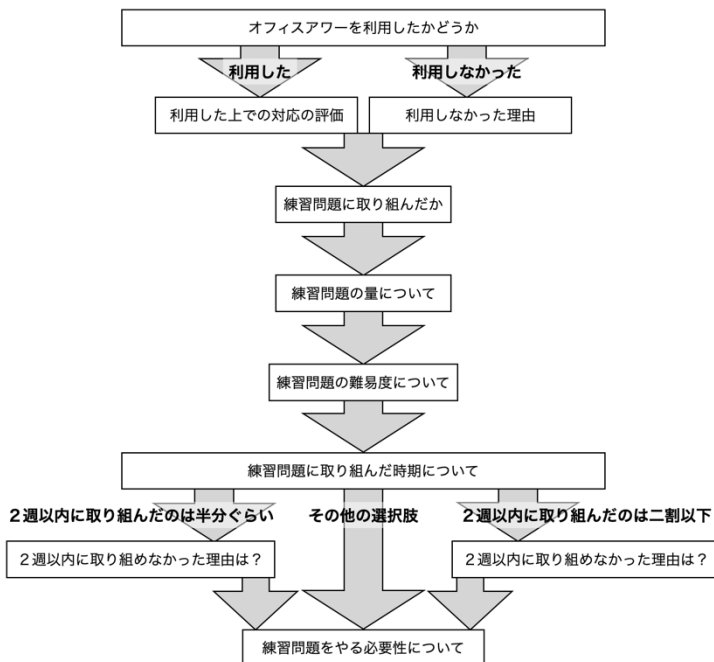 オフィスアワーを利用したかどうか
利用した
利用しなかった
利用した上での対応の評価
利用しなかった理由
練習問題に取り組んだか
練習問題の量について
練習問題の難易度について
練習問題に取り組んだ時期について
２週以内に取り組んだのは半分ぐらい
その他の選択肢
２週以内に取り組んだのは二割以下
２週以内に取り組めなかった理由は？
２週以内に取り組めなかった理由は？
練習問題をやる必要性について